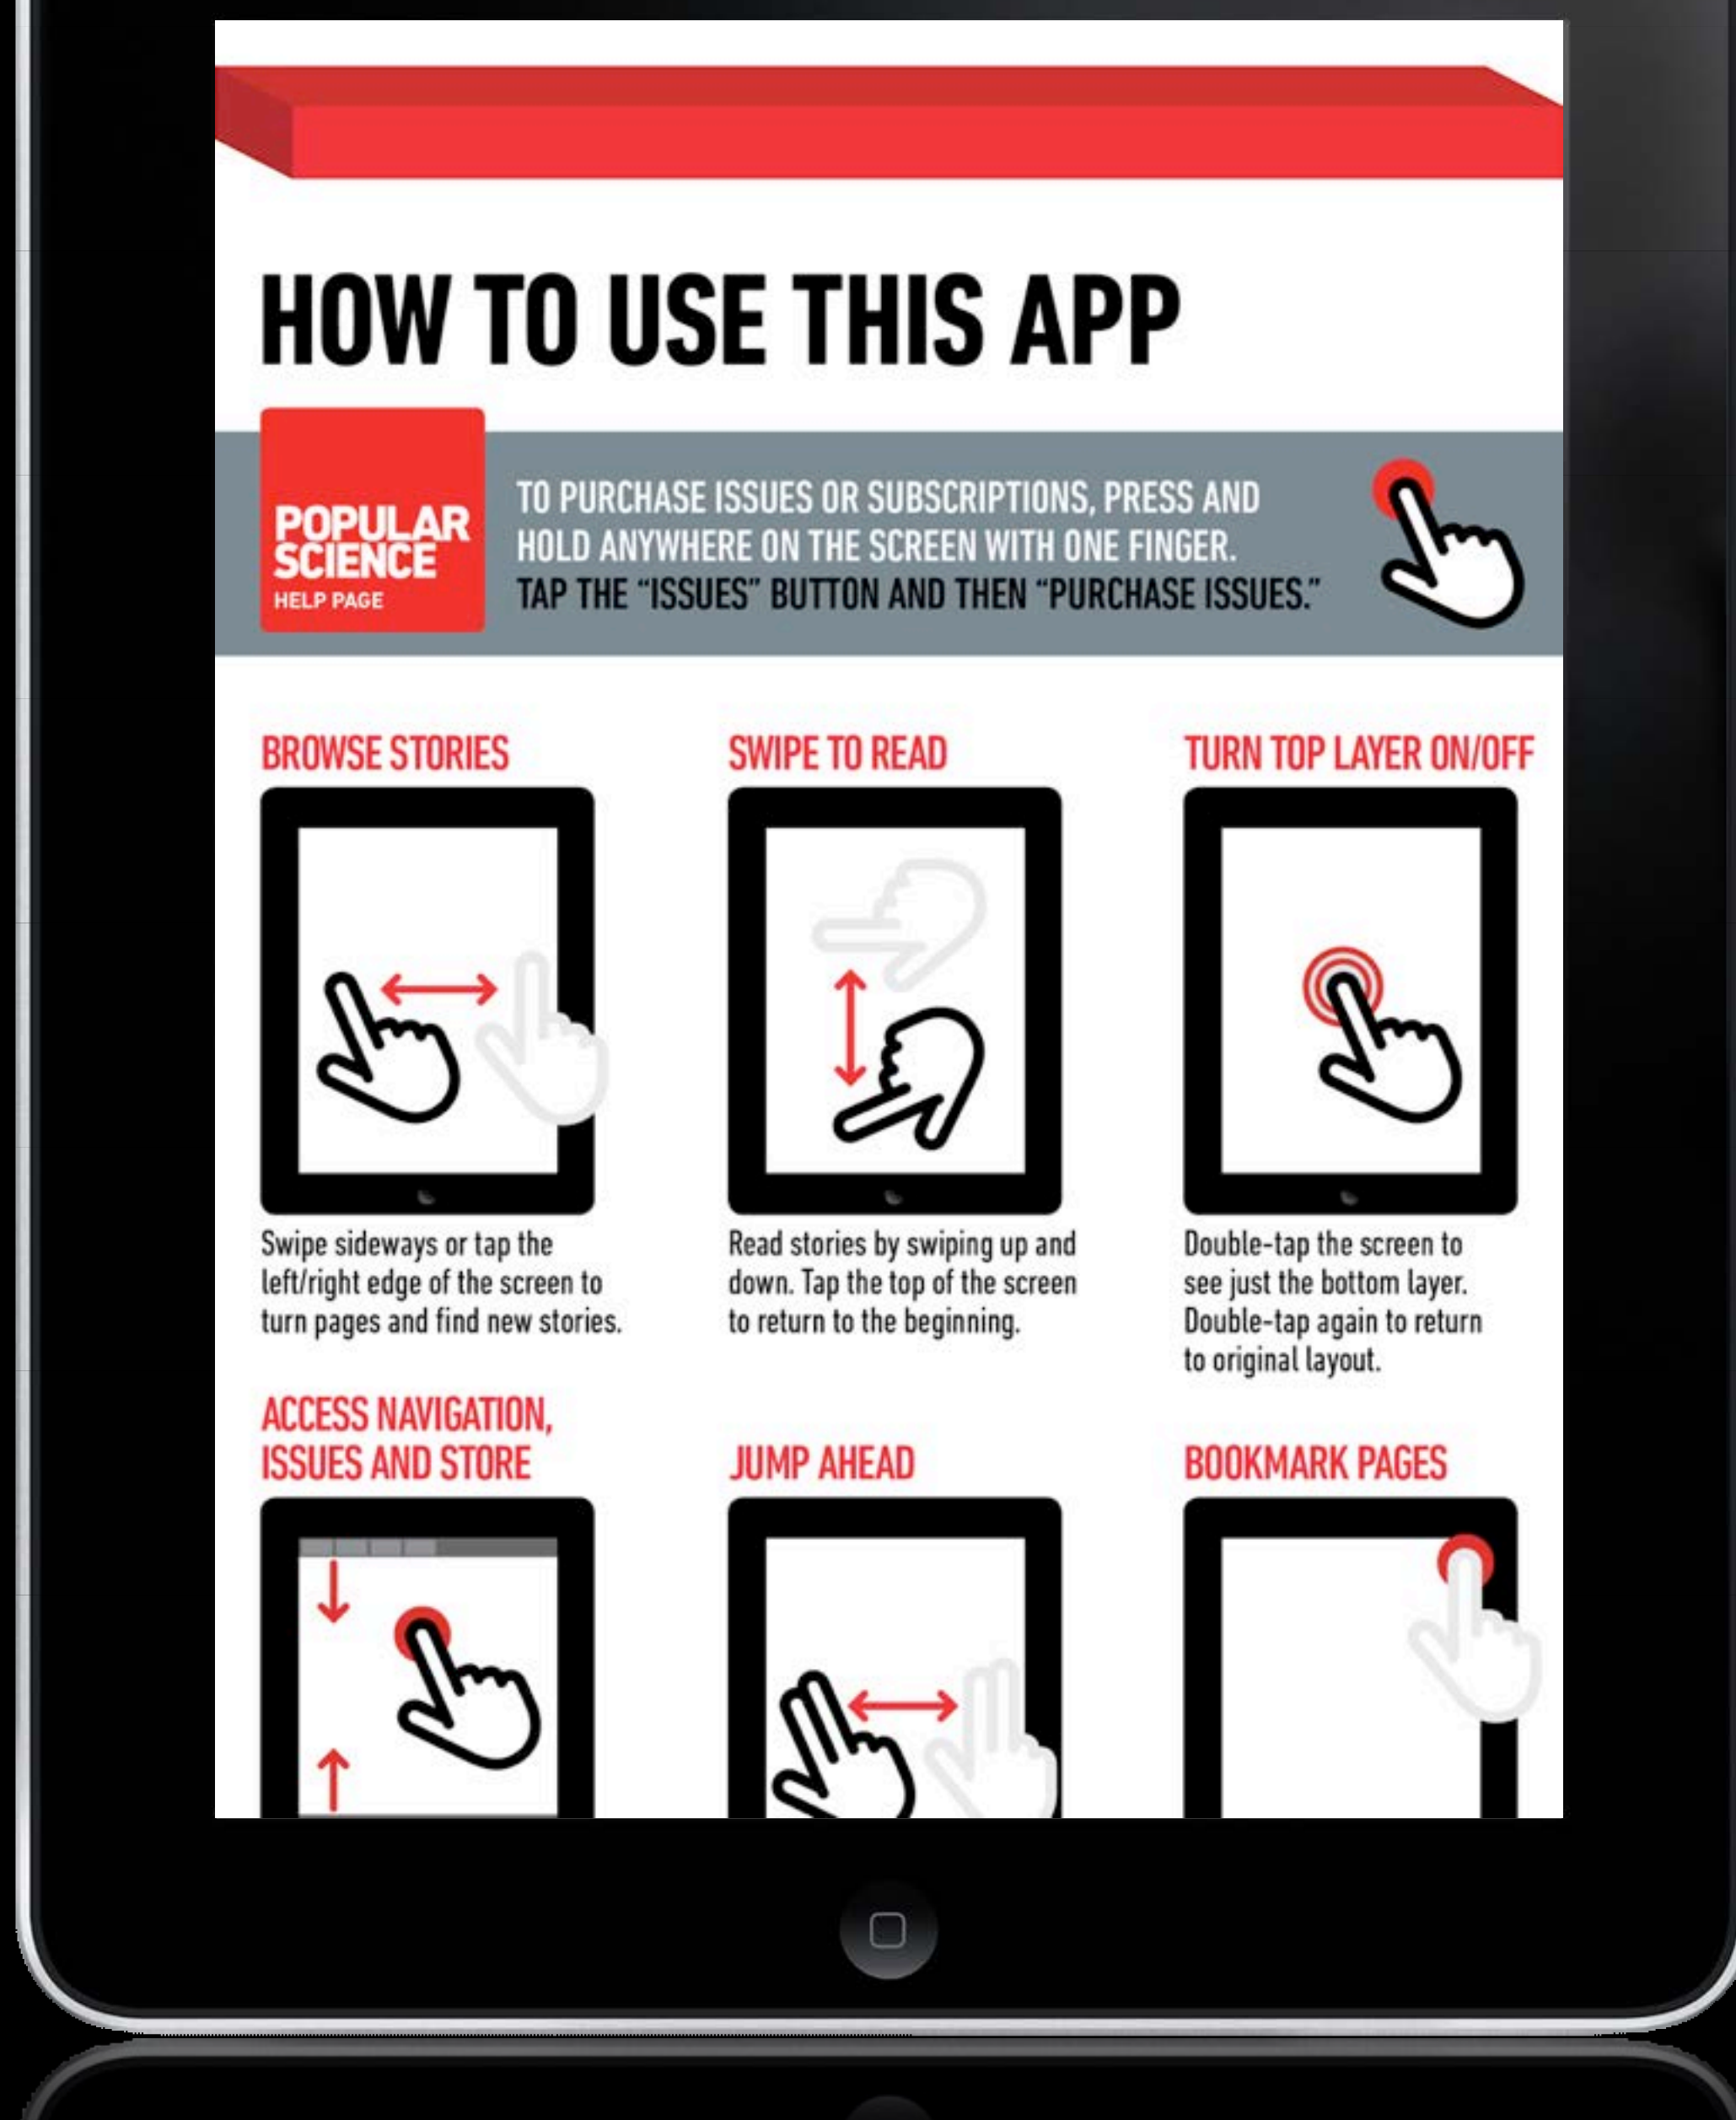 HOW TO USE THIS APP
POPULAR
SCIENCE
HELP PAGE
TO PURCHASE ISSUES OR SUBSCRIPTIONS, PRESS AND
HOLD ANYWHERE ON THE SCREEN WITH ONE FINGER.
TAP THE “ISSUES” BUTTON AND THEN “PURCHASE ISSUES.”
BROWSE STORIES
Swipe sideways or tap the
left/right edge of the screen to
turn pages and find new stories.
SWIPE TO READ
Read stories by swiping up and
down. Tap the top of the screen
to return to the beginning.
TURN TOP LAYER ON/OFF
Double-tap the screen to
see just the bottom layer.
Double-tap again to return
to original layout.
ACCESS NAVIGATION,
ISSUES AND STORE
JUMP AHEAD
BOOKMARK PAGES